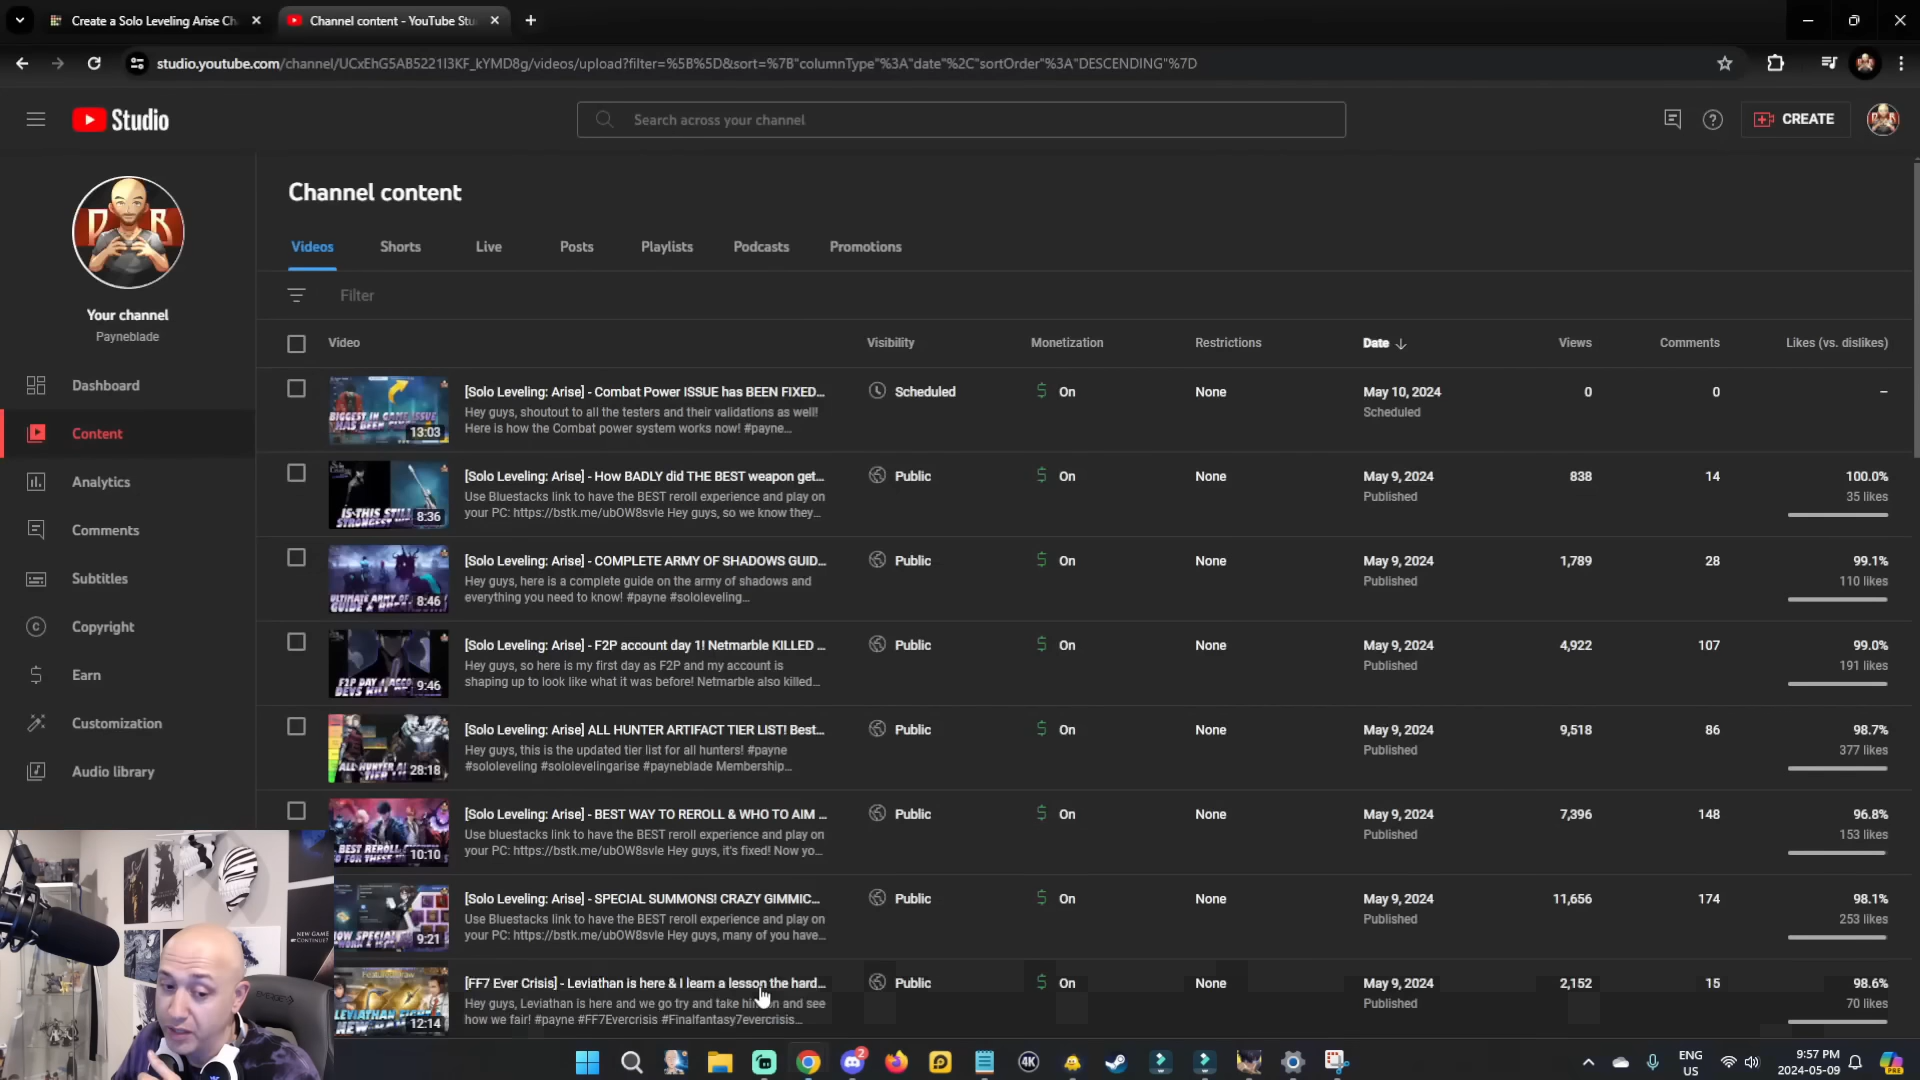 Create a Solo Leveling Arise Ch
Channel content - YouTube Stu
studio.youtube.com/channel/UCxEhG5AB5221I3KF_kYMD8g/videos/upload?filter=%5B%5D&sort=%7B"columnType"%3A"date"%2C"sortOrder"%3A"DESCENDING"%7D
Studio
Search across your channel
CREATE
Your channel
Payneblade
Dashboard
Content
Analytics
Comments
Subtitles
Copyright
Earn
Customization
Audio library
Channel content
Videos Shorts Live Posts Playlists Podcasts Promotions
Filter
Video Visibility Monetization Restrictions Date Views Comments Likes (vs. dislikes)
[Solo Leveling: Arise] - Combat Power ISSUE has BEEN FIXED... Scheduled On None May 10, 2024 0 0 –
Hey guys, shoutout to all the testers and their validations as well! Scheduled
Here is how the Combat power system works now! #payne...
BIGGEST IN GAME ISSUE
HAS BEEN FIXED
13:03
[Solo Leveling: Arise] - How BADLY did THE BEST weapon get... Public On None May 9, 2024 838 14 100.0%
Use Bluestacks link to have the BEST reroll experience and play on Published 35 likes
your PC: https://bstk.me/ubOW8svle Hey guys, so we know they...
IS THIS STILL
8:36
[Solo Leveling: Arise] - COMPLETE ARMY OF SHADOWS GUID... Public On None May 9, 2024 1,789 28 99.1%
Hey guys, here is a complete guide on the army of shadows and Published 110 likes
everything you need to know! #payne #sololeveling...
8:46
[Solo Leveling: Arise] - F2P account day 1! Netmarble KILLED ... Public On None May 9, 2024 4,922 107 99.0%
Hey guys, so here is my first day as F2P and my account is Published 191 likes
shaping up to look like what it was before! Netmarble also killed...
9:46
[Solo Leveling: Arise] ALL HUNTER ARTIFACT TIER LIST! Best... Public On None May 9, 2024 9,518 86 98.7%
Hey guys, this is the updated tier list for all hunters! #payne Published 377 likes
#sololeveling #sololevelingarise #payneblade Membership...
28:18
[Solo Leveling: Arise] - BEST WAY TO REROLL & WHO TO AIM ... Public On None May 9, 2024 7,396 148 96.8%
Use bluestacks link to have the BEST reroll experience and play on Published 153 likes
your PC: https://bstk.me/ubOW8svle Hey guys, it's fixed! Now yo...
10:10
[Solo Leveling: Arise] - SPECIAL SUMMONS! CRAZY GIMMIC... Public On None May 9, 2024 11,656 174 98.1%
Use Bluestacks link to have the BEST reroll experience and play on Published 253 likes
your PC: https://bstk.me/ubOW8svle Hey guys, many of you have...
9:21
[FF7 Ever Crisis] - Leviathan is here & I learn a lesson the hard... Public On None May 9, 2024 2,152 15 98.6%
Hey guys, Leviathan is here and we go try and take him on and see Published 70 likes
how we fair! #payne #FF7Evercrisis #Finalfantasy7evercrisis...
12:14
NEW GAME
CONTINUE?
2
4K
ENG
US
9:57 PM
2024-05-09
PRE